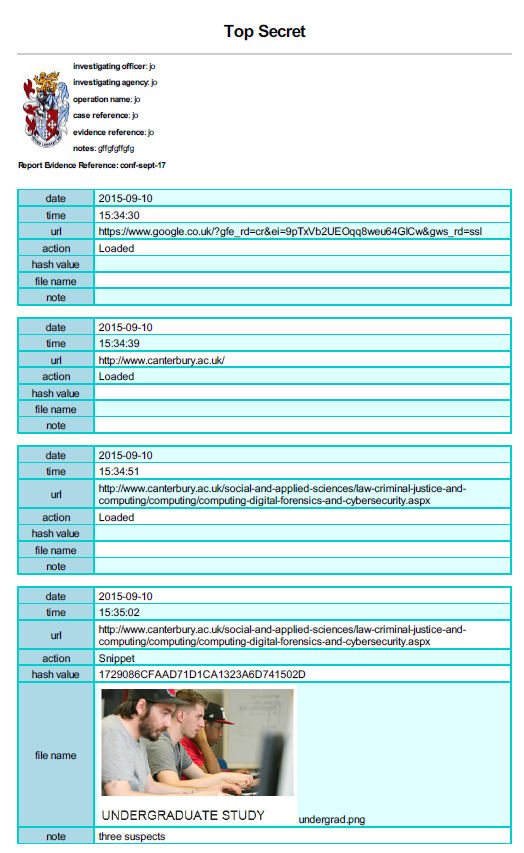 Top Secret
investigating officer: jo
investigating agency: jo
operation name: jo
case reference: jo
evidence reference: jo
notes: gffgfgffgfg
Report Evidence Reference: conf-sept-17
date 2015-09-10
time 15:34:30
url https://www.google.co.uk/?gfe_rd=cr&ei=9pTxVb2UEOqq8weu64GICw&gws_rd=ssl
action Loaded
hash value
file name
note
date 2015-09-10
time 15:34:39
url http://www.canterbury.ac.uk/
action Loaded
hash value
file name
note
date 2015-09-10
time 15:34:51
url http://www.canterbury.ac.uk/social-and-applied-sciences/law-criminal-justice-and-
computing/computing/computing-digital-forensics-and-cybersecurity.aspx
action Loaded
hash value
file name
note
date 2015-09-10
time 15:35:02
url http://www.canterbury.ac.uk/social-and-applied-sciences/law-criminal-justice-and-
computing/computing/computing-digital-forensics-and-cybersecurity.aspx
action Snippet
hash value 1729086CFAAD71D1CA1323A6D741502D
file name
UNDERGRADUATE STUDY undergrad.png
note three suspects